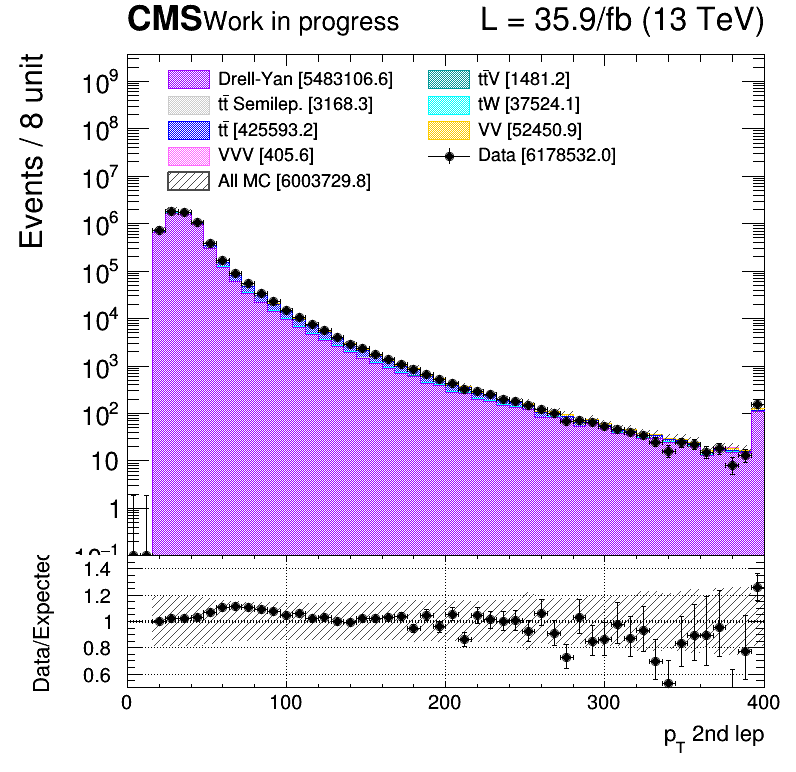 CMS Work in progress L = 35.9/fb (13 TeV)
Events / 8 unit
Drell-Yan [5483106.6]
tt̄ Semilep. [3168.3]
tt̄ [425593.2]
VVV [405.6]
All MC [6003729.8]
tt̄V [1481.2]
tW [37524.1]
VV [52450.9]
Data [6178532.0]
10⁹
10⁸
10⁷
10⁶
10⁵
10⁴
10³
10²
10
1
10⁻¹
Data/Expected
1.4
1.2
1
0.8
0.6
0 100 200 300 400
p_T 2nd lep